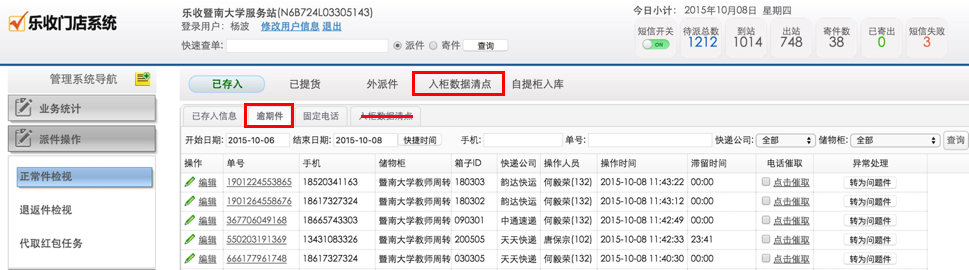 乐收门店系统
乐收暨南大学服务站(N6B724L03305143)
登录用户：杨波 修改用户信息 退出
快速查单: 派件 寄件 查询
今日小计： 2015年10月08日 星期四
短信开关 待派总数 到站 出站 寄件数 已寄出 短信失败
ON 1212 1014 748 38 0 3
管理系统导航
业务统计
派件操作
正常件检视
退返件检视
代取红包任务
已存入 已提货 外派件 入柜数据清点 自提柜入库
已存入信息 逾期件 固定电话 入柜数据清点
开始日期: 2015-10-06 结束日期: 2015-10-08 快捷时间 手机: 单号: 快递公司: 全部 储物柜: 全部 查询
操作 单号 手机 储物柜 箱子ID 快递公司 操作人员 操作时间 滞留时间 电话催取 异常处理
编辑 1901224553865 18520341163 暨南大学教师周转 180303 韵达快运 何毅荣(132) 2015-10-08 11:43:22 00:00 点击催取 转为问题件
编辑 1901264558676 18617327324 暨南大学教师周转 180302 韵达快运 何毅荣(132) 2015-10-08 11:43:12 00:00 点击催取 转为问题件
编辑 367706049168 18665743303 暨南大学教师周转 090301 中通速递 何毅荣(132) 2015-10-08 11:42:49 00:00 点击催取 转为问题件
编辑 550203191369 13431083326 暨南大学教师周转 200505 天天快递 唐保宗(102) 2015-10-08 11:42:33 23:41 点击催取 转为问题件
编辑 666177961748 18617327324 暨南大学教师周转 030305 天天快递 何毅荣(132) 2015-10-08 11:40:30 00:00 点击催取 转为问题件